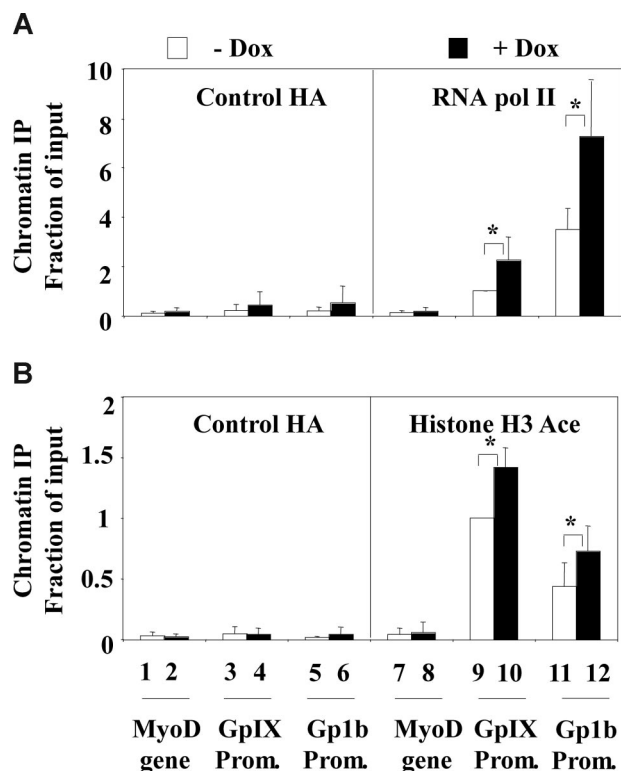 A
- Dox
+ Dox
Control HA
RNA pol II
Chromatin IP
Fraction of input
10
8
6
4
2
0
*
*
B
Control HA
Histone H3 Ace
Chromatin IP
Fraction of input
2
1.5
1
0.5
0
*
*
1 2 3 4 5 6 7 8 9 10 11 12
MyoD GpIX Gp1b MyoD GpIX Gp1b
gene Prom. Prom. gene Prom. Prom.